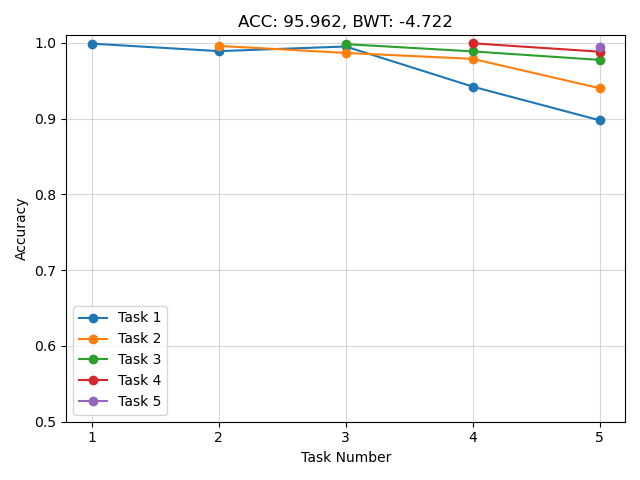 ACC: 95.962, BWT: -4.722
Accuracy
1.0
0.9
0.8
0.7
0.6
0.5
Task 1
Task 2
Task 3
Task 4
Task 5
1 2 3 4 5
Task Number